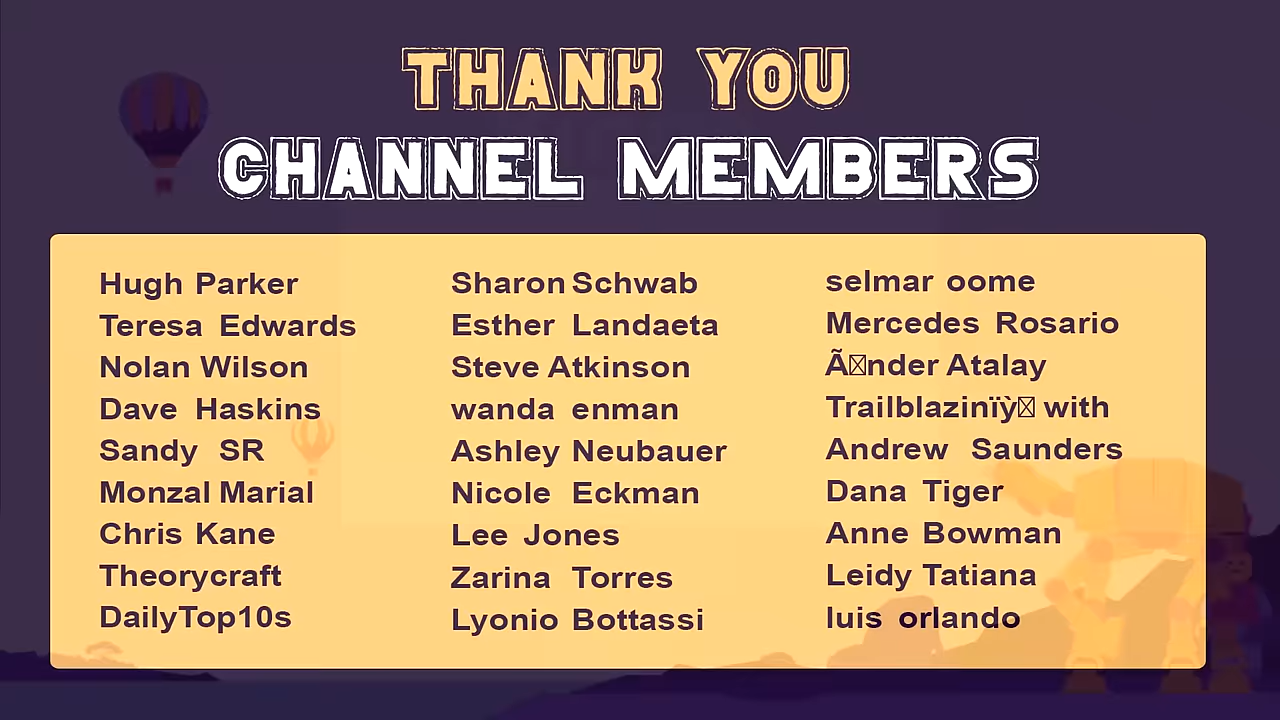 THANK YOU
CHANNEL MEMBERS
Hugh Parker
Teresa Edwards
Nolan Wilson
Dave Haskins
Sandy SR
Monzal Marial
Chris Kane
Theorycraft
DailyTop10s
Sharon Schwab
Esther Landaeta
Steve Atkinson
wanda enman
Ashley Neubauer
Nicole Eckman
Lee Jones
Zarina Torres
Lyonio Bottassi
selmar oome
Mercedes Rosario
Ã□nder Atalay
Trailblazinïỳ□ with
Andrew Saunders
Dana Tiger
Anne Bowman
Leidy Tatiana
luis orlando